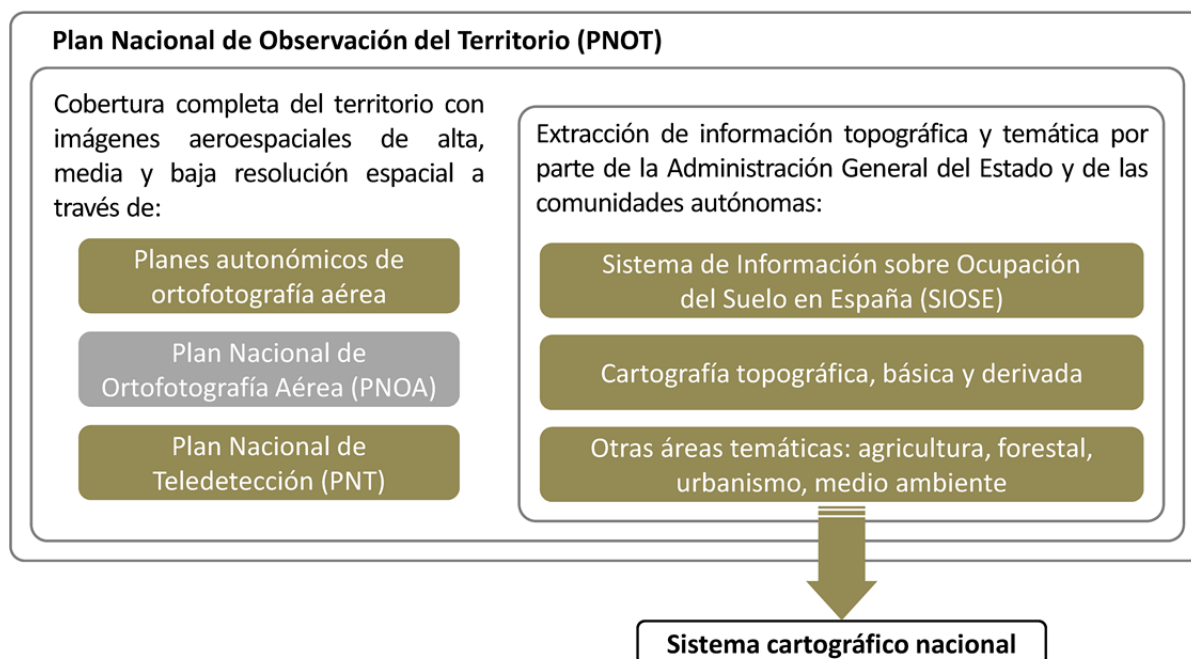 Plan Nacional de Observación del Territorio (PNOT)
Cobertura completa del territorio con
imágenes aeroespaciales de alta,
media y baja resolución espacial a
través de:
Planes autonómicos de
ortofotografía aérea
Plan Nacional de
Ortofotografía Aérea (PNOA)
Plan Nacional de
Teledetección (PNT)
Extracción de información topográfica y temática por
parte de la Administración General del Estado y de las
comunidades autónomas:
Sistema de Información sobre Ocupación
del Suelo en España (SIOSE)
Cartografía topográfica, básica y derivada
Otras áreas temáticas: agricultura, forestal,
urbanismo, medio ambiente
Sistema cartográfico nacional